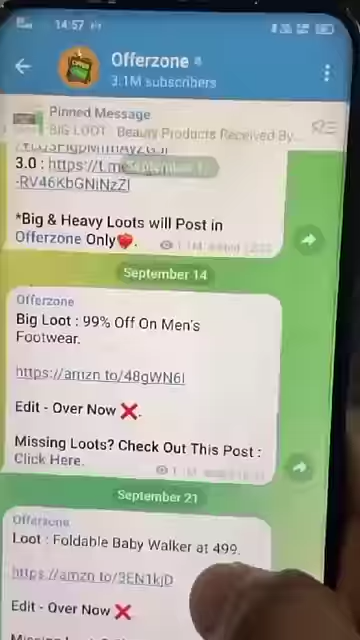 14:57
Offerzone
3.1M subscribers
Pinned Message
BIG LOOT : Beauty Products Received By...
3.0 : https://t.me
September 1
-RV46KbGNiNzZl
*Big & Heavy Loots will Post in
Offerzone Only❤️.
September 14
Offerzone
Big Loot : 99% Off On Men's
Footwear.
https://amzn.to/48gWN6I
Edit - Over Now ❌.
Missing Loots? Check Out This Post :
Click Here.
September 21
Offerzone
Loot : Foldable Baby Walker at 499.
https://amzn.to/3EN1kjD
Edit - Over Now ❌